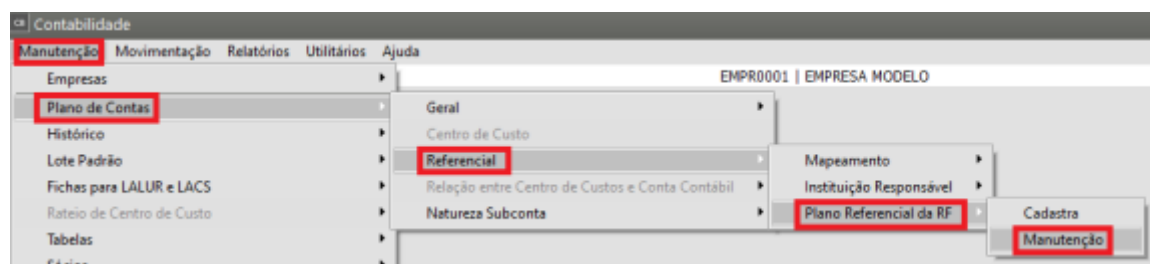 Contabilidade
Manutenção Movimentação Relatórios Utilitários Ajuda
Empresas
EMPR0001 | EMPRESA MODELO
Plano de Contas
Geral
Histórico
Centro de Custo
Lote Padrão
Referencial
Mapeamento
Fichas para LALUR e LACS
Relação entre Centro de Custos e Conta Contábil
Instituição Responsável
Rateio de Centro de Custo
Natureza Subconta
Plano Referencial da RF
Cadastra
Tabelas
Manutenção